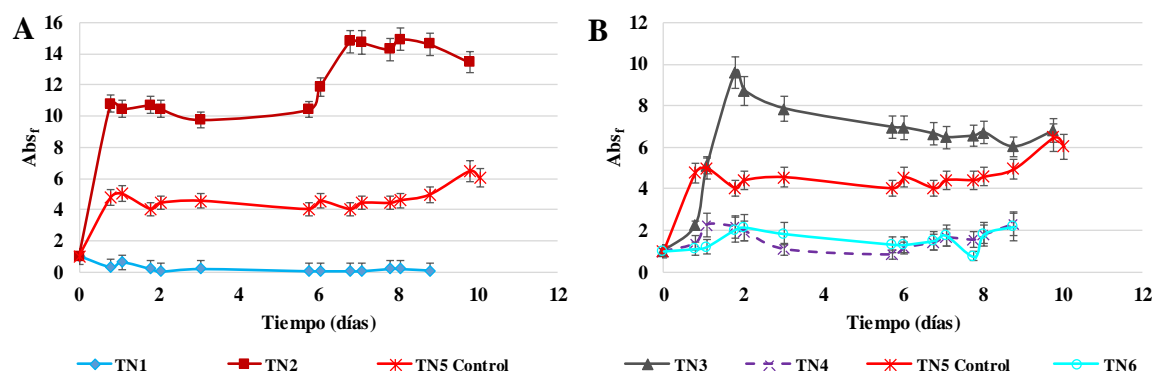 A
16
14
12
10
8
6
4
2
0
Abs_f
0 2 4 6 8 10 12
Tiempo (días)
TN1 TN2 TN5 Control
B
12
10
8
6
4
2
0
Abs_f
0 2 4 6 8 10 12
Tiempo (días)
TN3 TN4 TN5 Control TN6